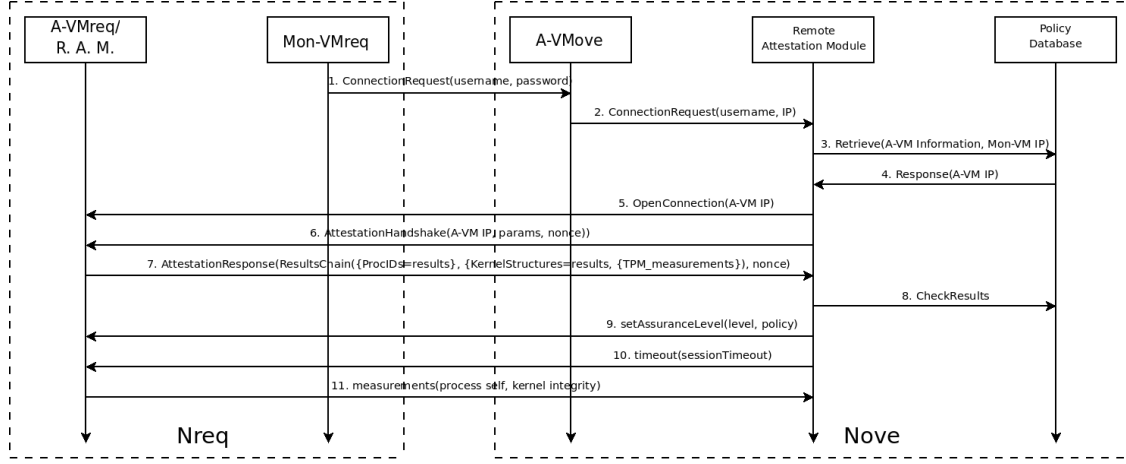 A-VMreq/
R. A. M.
Mon-VMreq
A-VMove
Remote
Attestation Module
Policy
Database
1. ConnectionRequest(username, password)
2. ConnectionRequest(username, IP)
3. Retrieve(A-VM Information, Mon-VM IP)
4. Response(A-VM IP)
5. OpenConnection(A-VM IP)
6. AttestationHandshake(A-VM IP, params, nonce))
7. AttestationResponse(ResultsChain({ProcIDs!=results}, {KernelStructures=results, {TPM_measurements}), nonce)
8. CheckResults
9. setAssuranceLevel(level, policy)
10. timeout(sessionTimeout)
11. measurements(process self, kernel integrity)
Nreq
Nove